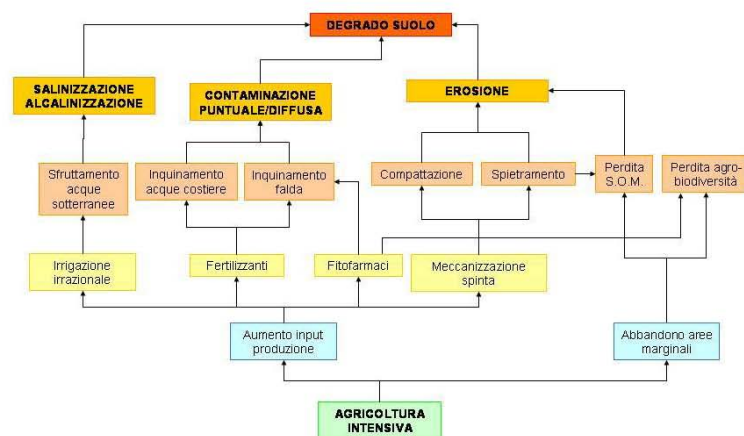 DEGRADO SUOLO
SALINIZZAZIONE
ALCALINIZZAZIONE
CONTAMINAZIONE
PUNTUALE/DIFFUSA
EROSIONE
Sfruttamento
acque
sotterranee
Inquinamento
acque costiere
Inquinamento
falda
Compattazione
Spietramento
Perdita
S.O.M.
Perdita agro-
biodiversità
Irrigazione
irrazionale
Fertilizzanti
Fitofarmaci
Meccanizzazione
spinta
Aumento input
produzione
Abbandono aree
marginali
AGRICOLTURA
INTENSIVA